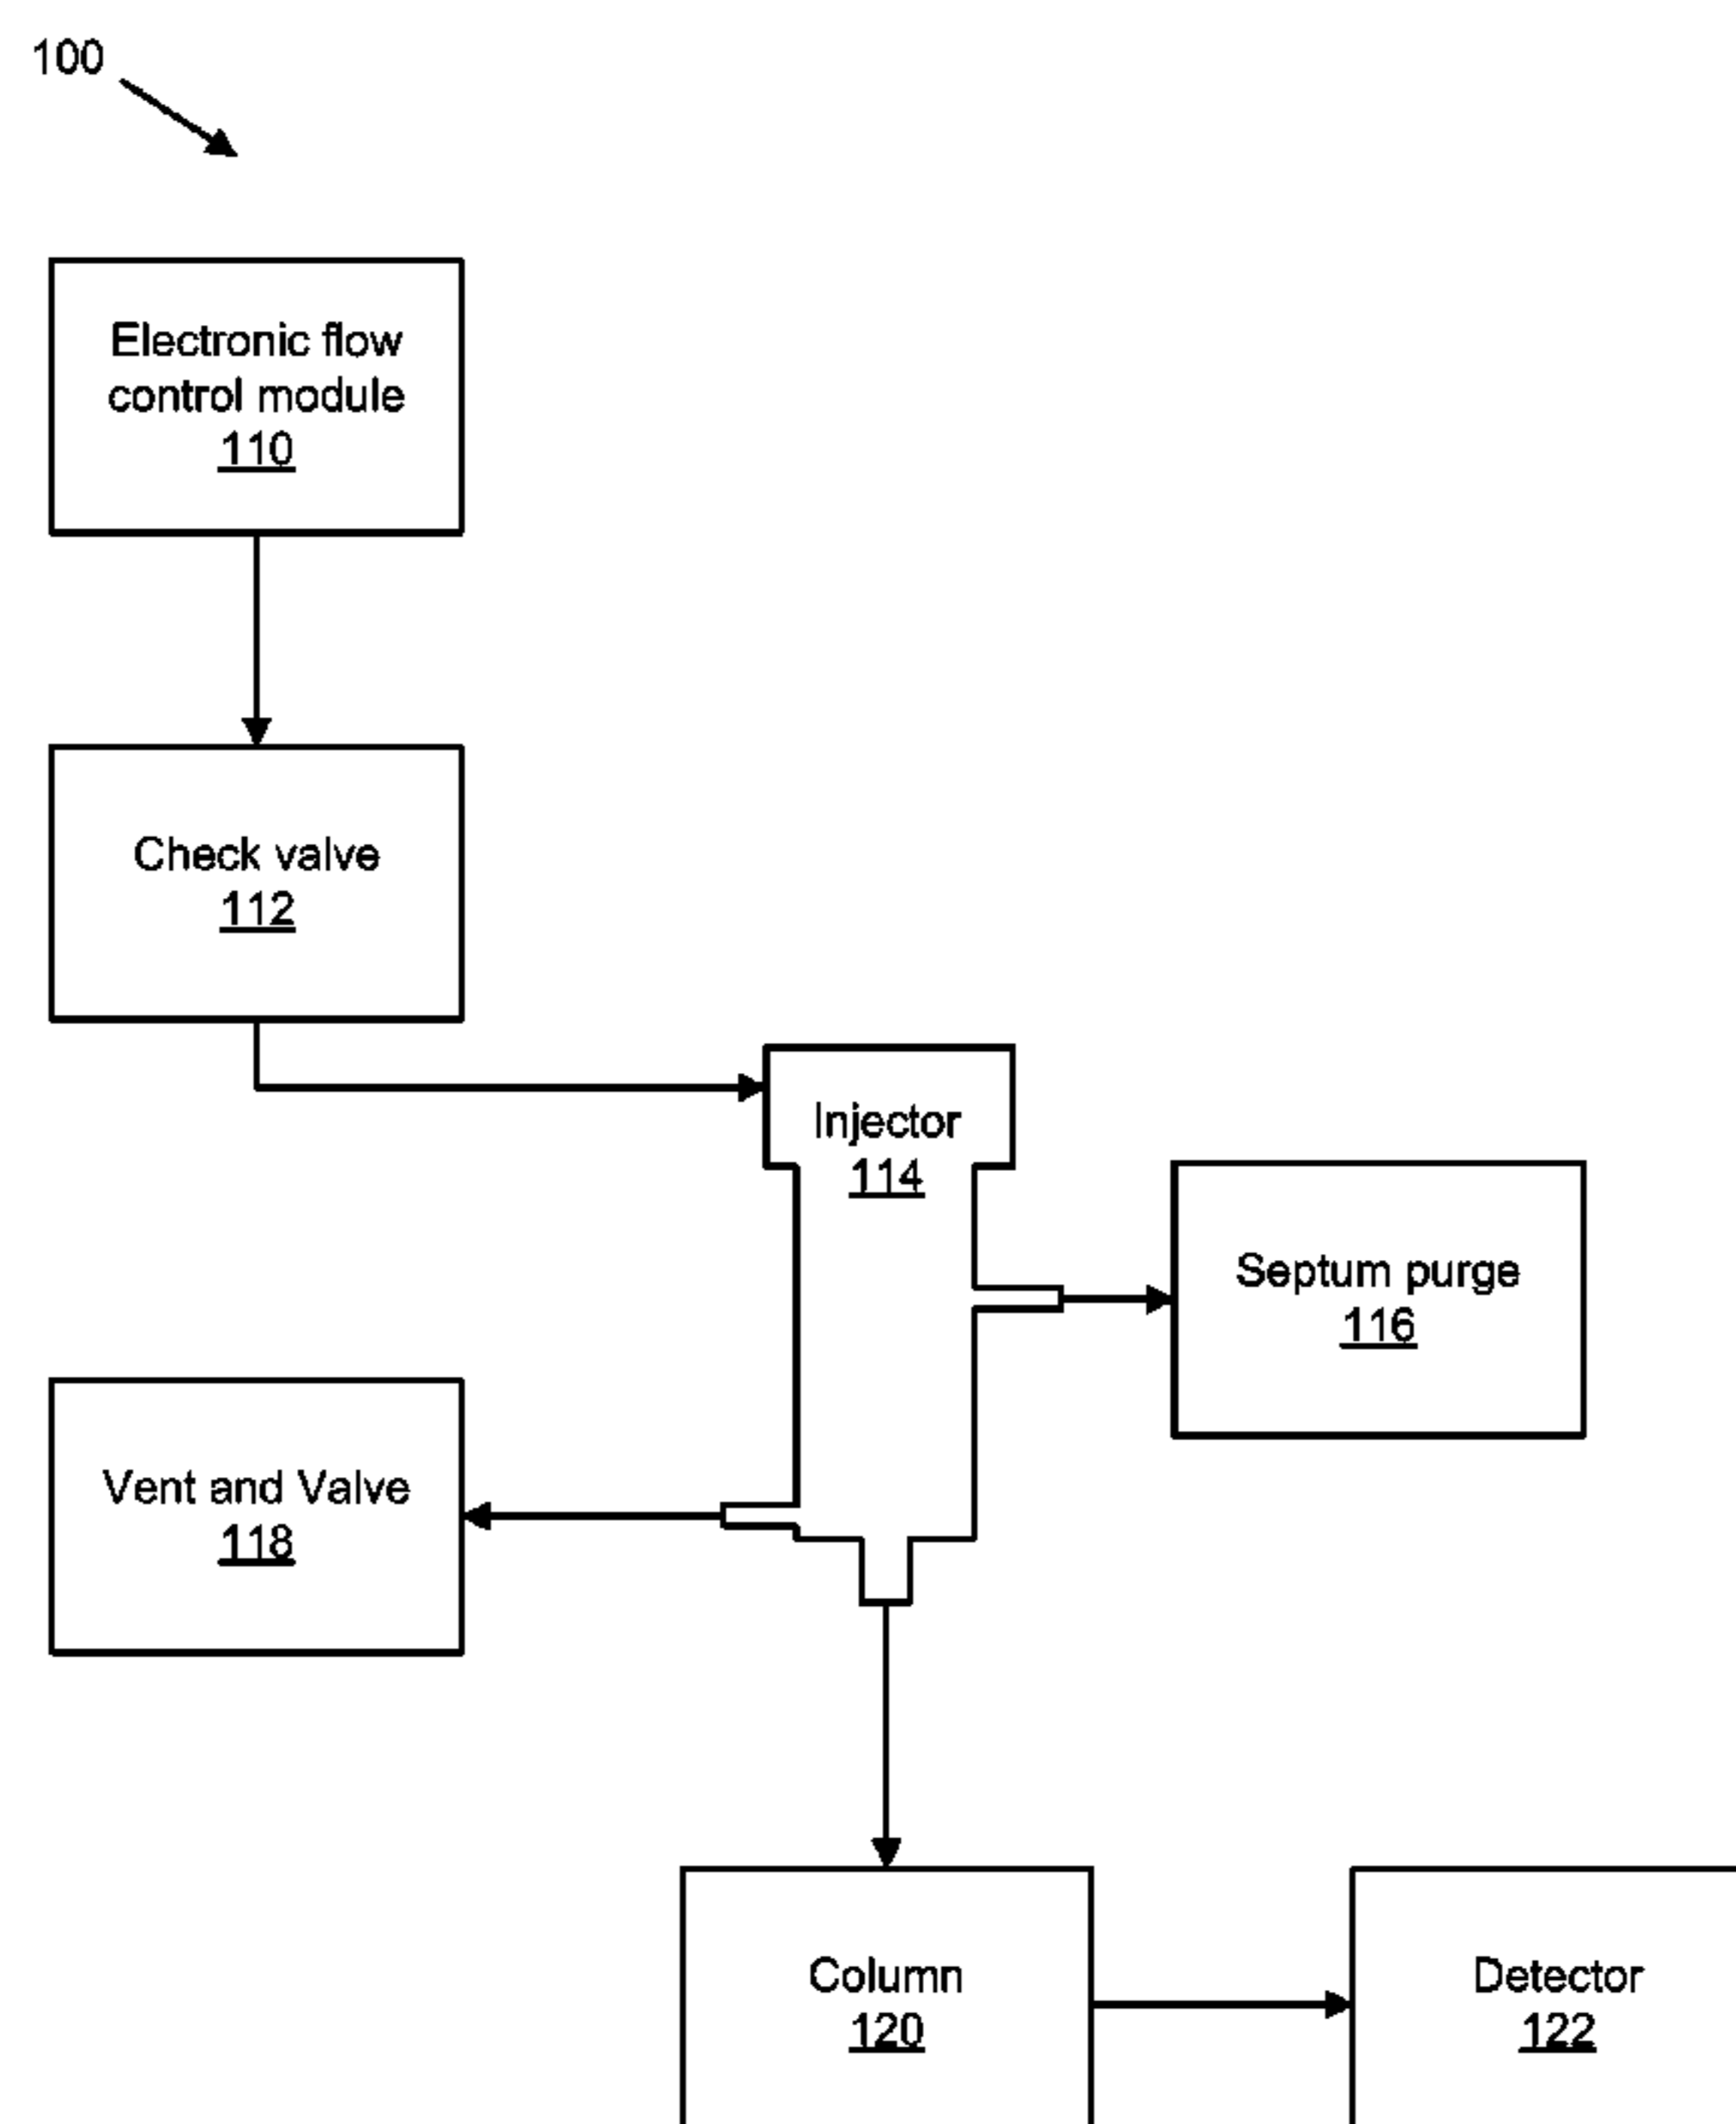 100
Electronic flow
control module
110
Check valve
112
Injector
114
Septum purge
116
Vent and Valve
118
Column
120
Detector
122